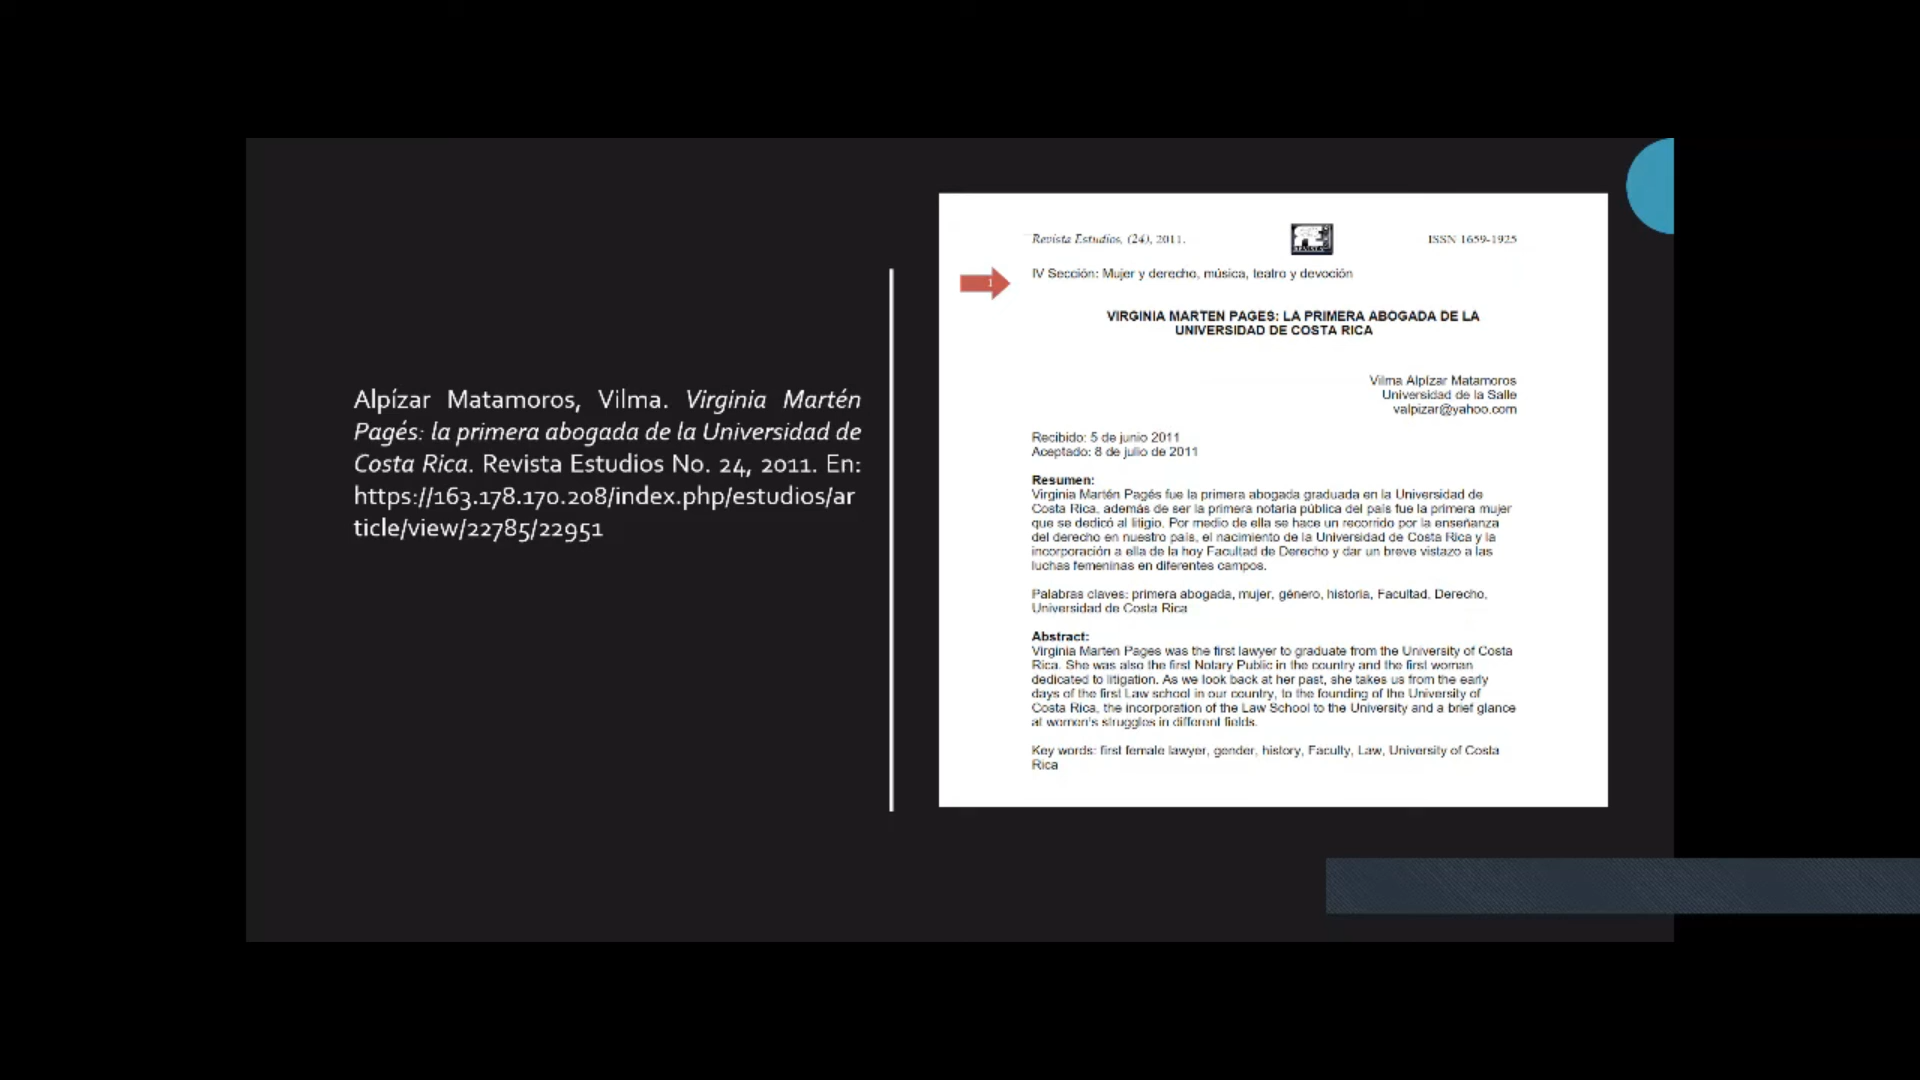 Alpízar Matamoros, Vilma. Virginia Martén
Pagés: la primera abogada de la Universidad de
Costa Rica. Revista Estudios No. 24, 2011. En:
https://163.178.170.208/index.php/estudios/ar
ticle/view/22785/22951
Revista Estudios, (24), 2011.
ISSN 1659-1925
1
IV Sección: Mujer y derecho, música, teatro y devoción
VIRGINIA MARTEN PAGES: LA PRIMERA ABOGADA DE LA
UNIVERSIDAD DE COSTA RICA
Vilma Alpízar Matamoros
Universidad de la Salle
valpizar@yahoo.com
Recibido: 5 de junio 2011
Aceptado: 8 de julio de 2011
Resumen:
Virginia Martén Pagés fue la primera abogada graduada en la Universidad de
Costa Rica, además de ser la primera notaria pública del país fue la primera mujer
que se dedicó al litigio. Por medio de ella se hace un recorrido por la enseñanza
del derecho en nuestro país, el nacimiento de la Universidad de Costa Rica y la
incorporación a ella de la hoy Facultad de Derecho y dar un breve vistazo a las
luchas femeninas en diferentes campos.
Palabras claves: primera abogada, mujer, género, historia, Facultad, Derecho,
Universidad de Costa Rica
Abstract:
Virginia Marten Pages was the first lawyer to graduate from the University of Costa
Rica. She was also the first Notary Public in the country and the first woman
dedicated to litigation. As we look back at her past, she takes us from the early
days of the first Law school in our country, to the founding of the University of
Costa Rica, the incorporation of the Law School to the University and a brief glance
at women's struggles in different fields.
Key words: first female lawyer, gender, history, Faculty, Law, University of Costa
Rica